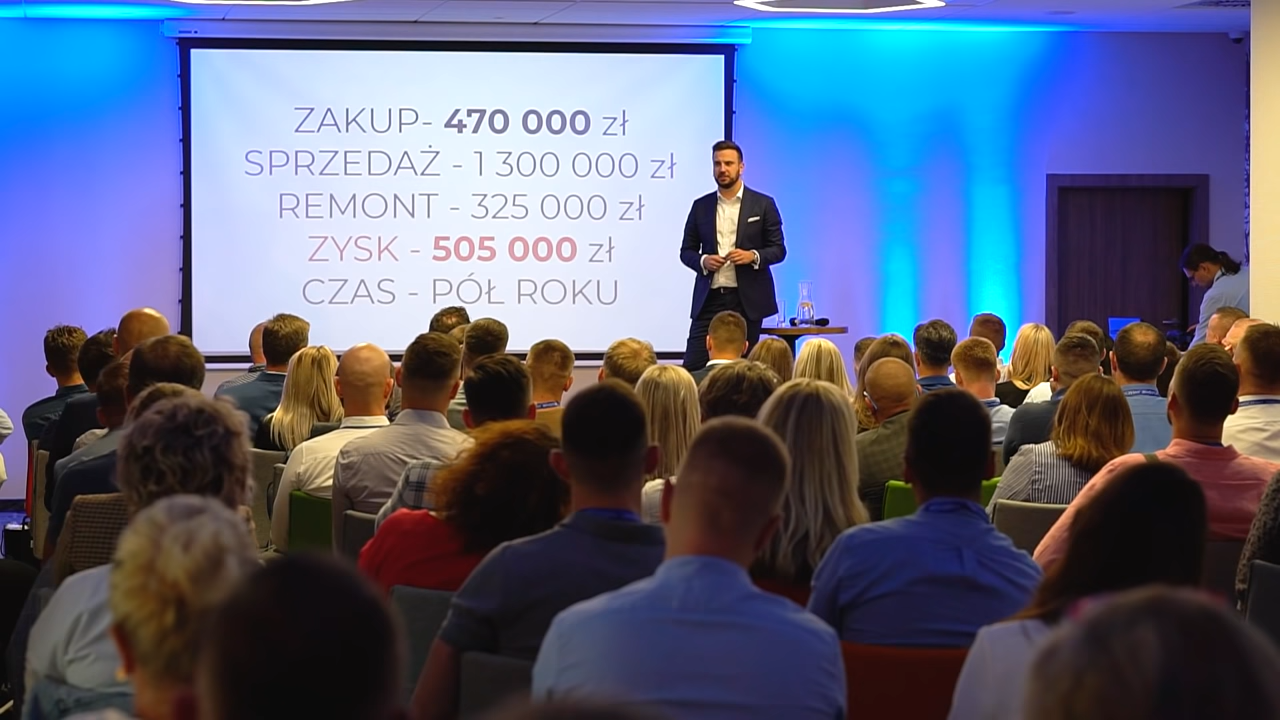 ZAKUP- 470 000 zł
SPRZEDAŻ - 1 300 000 zł
REMONT - 325 000 zł
ZYSK - 505 000 zł
CZAS - PÓŁ ROKU